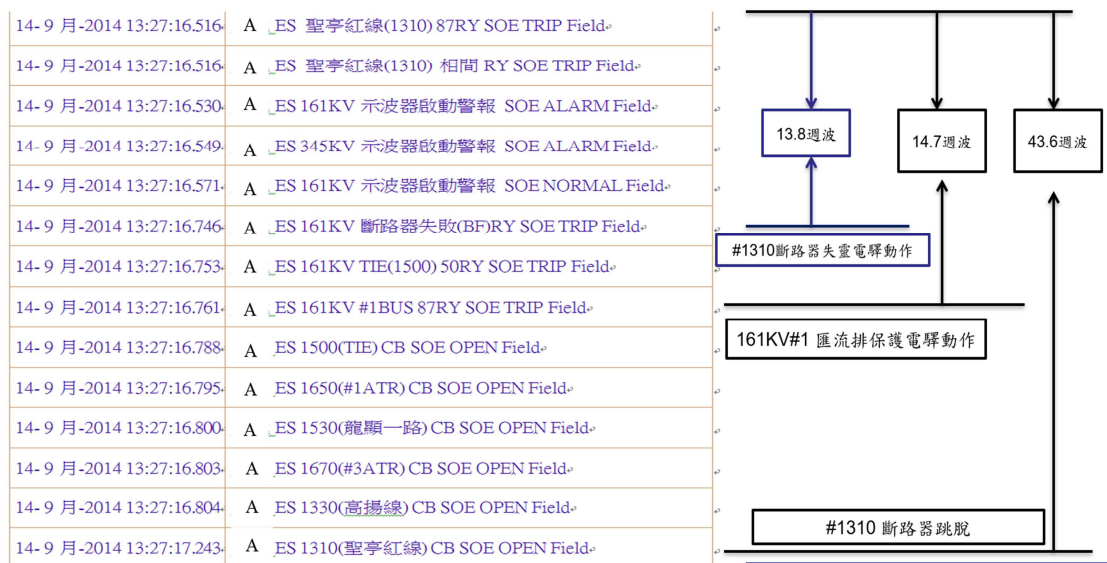 14- 9 月-2014 13:27:16.516 A ES 聖亭紅線(1310) 87RY SOE TRIP Field
14- 9 月-2014 13:27:16.516 A ES 聖亭紅線(1310) 相間 RY SOE TRIP Field
14- 9 月-2014 13:27:16.530 A ES 161KV 示波器啟動警報 SOE ALARM Field
14- 9 月-2014 13:27:16.549 A ES 345KV 示波器啟動警報 SOE ALARM Field
14- 9 月-2014 13:27:16.571 A ES 161KV 示波器啟動警報 SOE NORMAL Field
14- 9 月-2014 13:27:16.746 A ES 161KV 斷路器失敗(BF)RY SOE TRIP Field
14- 9 月-2014 13:27:16.753 A ES 161KV TIE(1500) 50RY SOE TRIP Field
14- 9 月-2014 13:27:16.761 A ES 161KV #1BUS 87RY SOE TRIP Field
14- 9 月-2014 13:27:16.788 A ES 1500(TIE) CB SOE OPEN Field
14- 9 月-2014 13:27:16.795 A ES 1650(#1ATR) CB SOE OPEN Field
14- 9 月-2014 13:27:16.800 A ES 1530(龍顯一路) CB SOE OPEN Field
14- 9 月-2014 13:27:16.803 A ES 1670(#3ATR) CB SOE OPEN Field
14- 9 月-2014 13:27:16.804 A ES 1330(高揚線) CB SOE OPEN Field
14- 9 月-2014 13:27:17.243 A ES 1310(聖亭紅線) CB SOE OPEN Field
13.8週波
14.7週波
43.6週波
#1310斷路器失靈電驛動作
161KV#1 匯流排保護電驛動作
#1310 斷路器跳脫